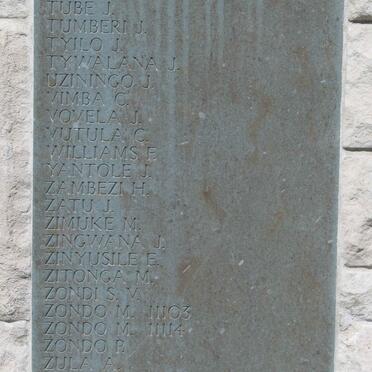 TUBE J.
TUMBERI J.
TYILO J.
TYWALANA J.
UZININGO J.
VIMBA C.
VOVELA J.
VUTULA C.
WILLIAMS F.
YANTOLE J.
ZAMBEZI H.
ZATU J.
ZIMUKE M.
ZINGWANA J.
ZINYUSILE E.
ZITONGA M.
ZONDI S. V.
ZONDO M. 11103
ZONDO M. 11114
ZONDO R.
ZULA A.